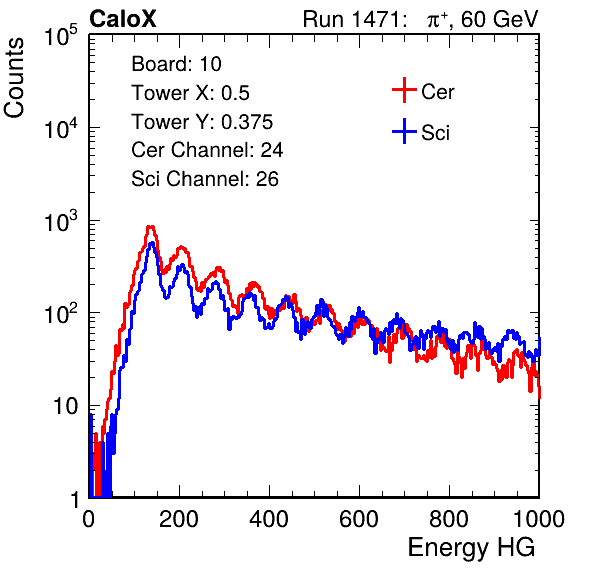 CaloX Run 1471: π⁺, 60 GeV
Counts
10⁵
10⁴
10³
10²
10
1
Board: 10
Tower X: 0.5
Tower Y: 0.375
Cer Channel: 24
Sci Channel: 26
Cer
Sci
0 200 400 600 800 1000
Energy HG